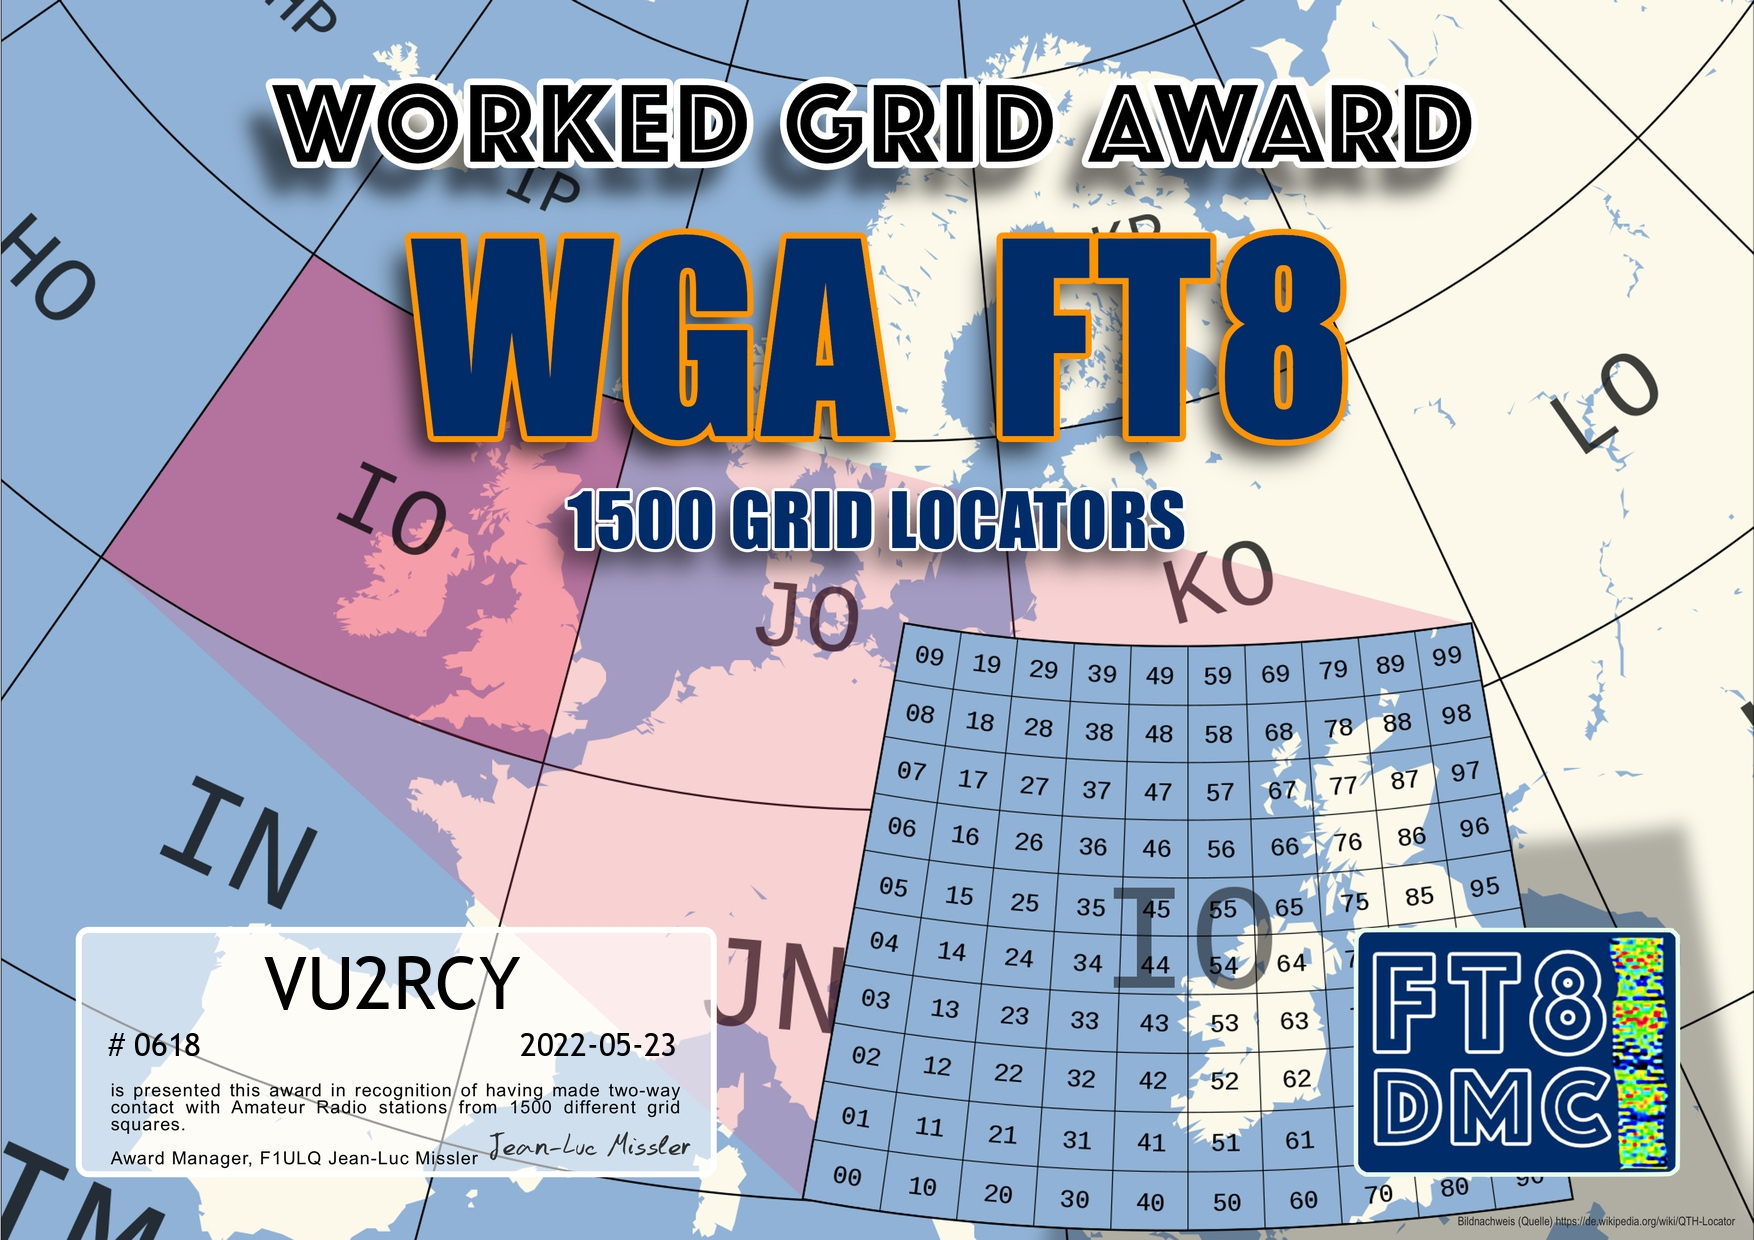 HP
WORKED GRID AWARD
IP
KP
HO
WGA FT8
LO
IO
1500 GRID LOCATORS
JO
KO
09 19 29 39 49 59 69 79 89 99
08 18 28 38 48 58 68 78 88 98
07 17 27 37 47 57 67 77 87 97
06 16 26 36 46 56 66 76 86 96
05 15 25 35 45 55 65 75 85 95
04 14 24 34 44 54 64
03 13 23 33 43 53 63
02 12 22 32 42 52 62
01 11 21 31 41 51 61
00 10 20 30 40 50 60 70 80 90
IO
IN
JN
IM
VU2RCY
# 0618 2022-05-23
is presented this award in recognition of having made two-way
contact with Amateur Radio stations from 1500 different grid
squares.
Award Manager, F1ULQ Jean-Luc Missler Jean-Luc Missler
FT8
DMC
Bildnachweis (Quelle) https://de.wikipedia.org/wiki/QTH-Locator